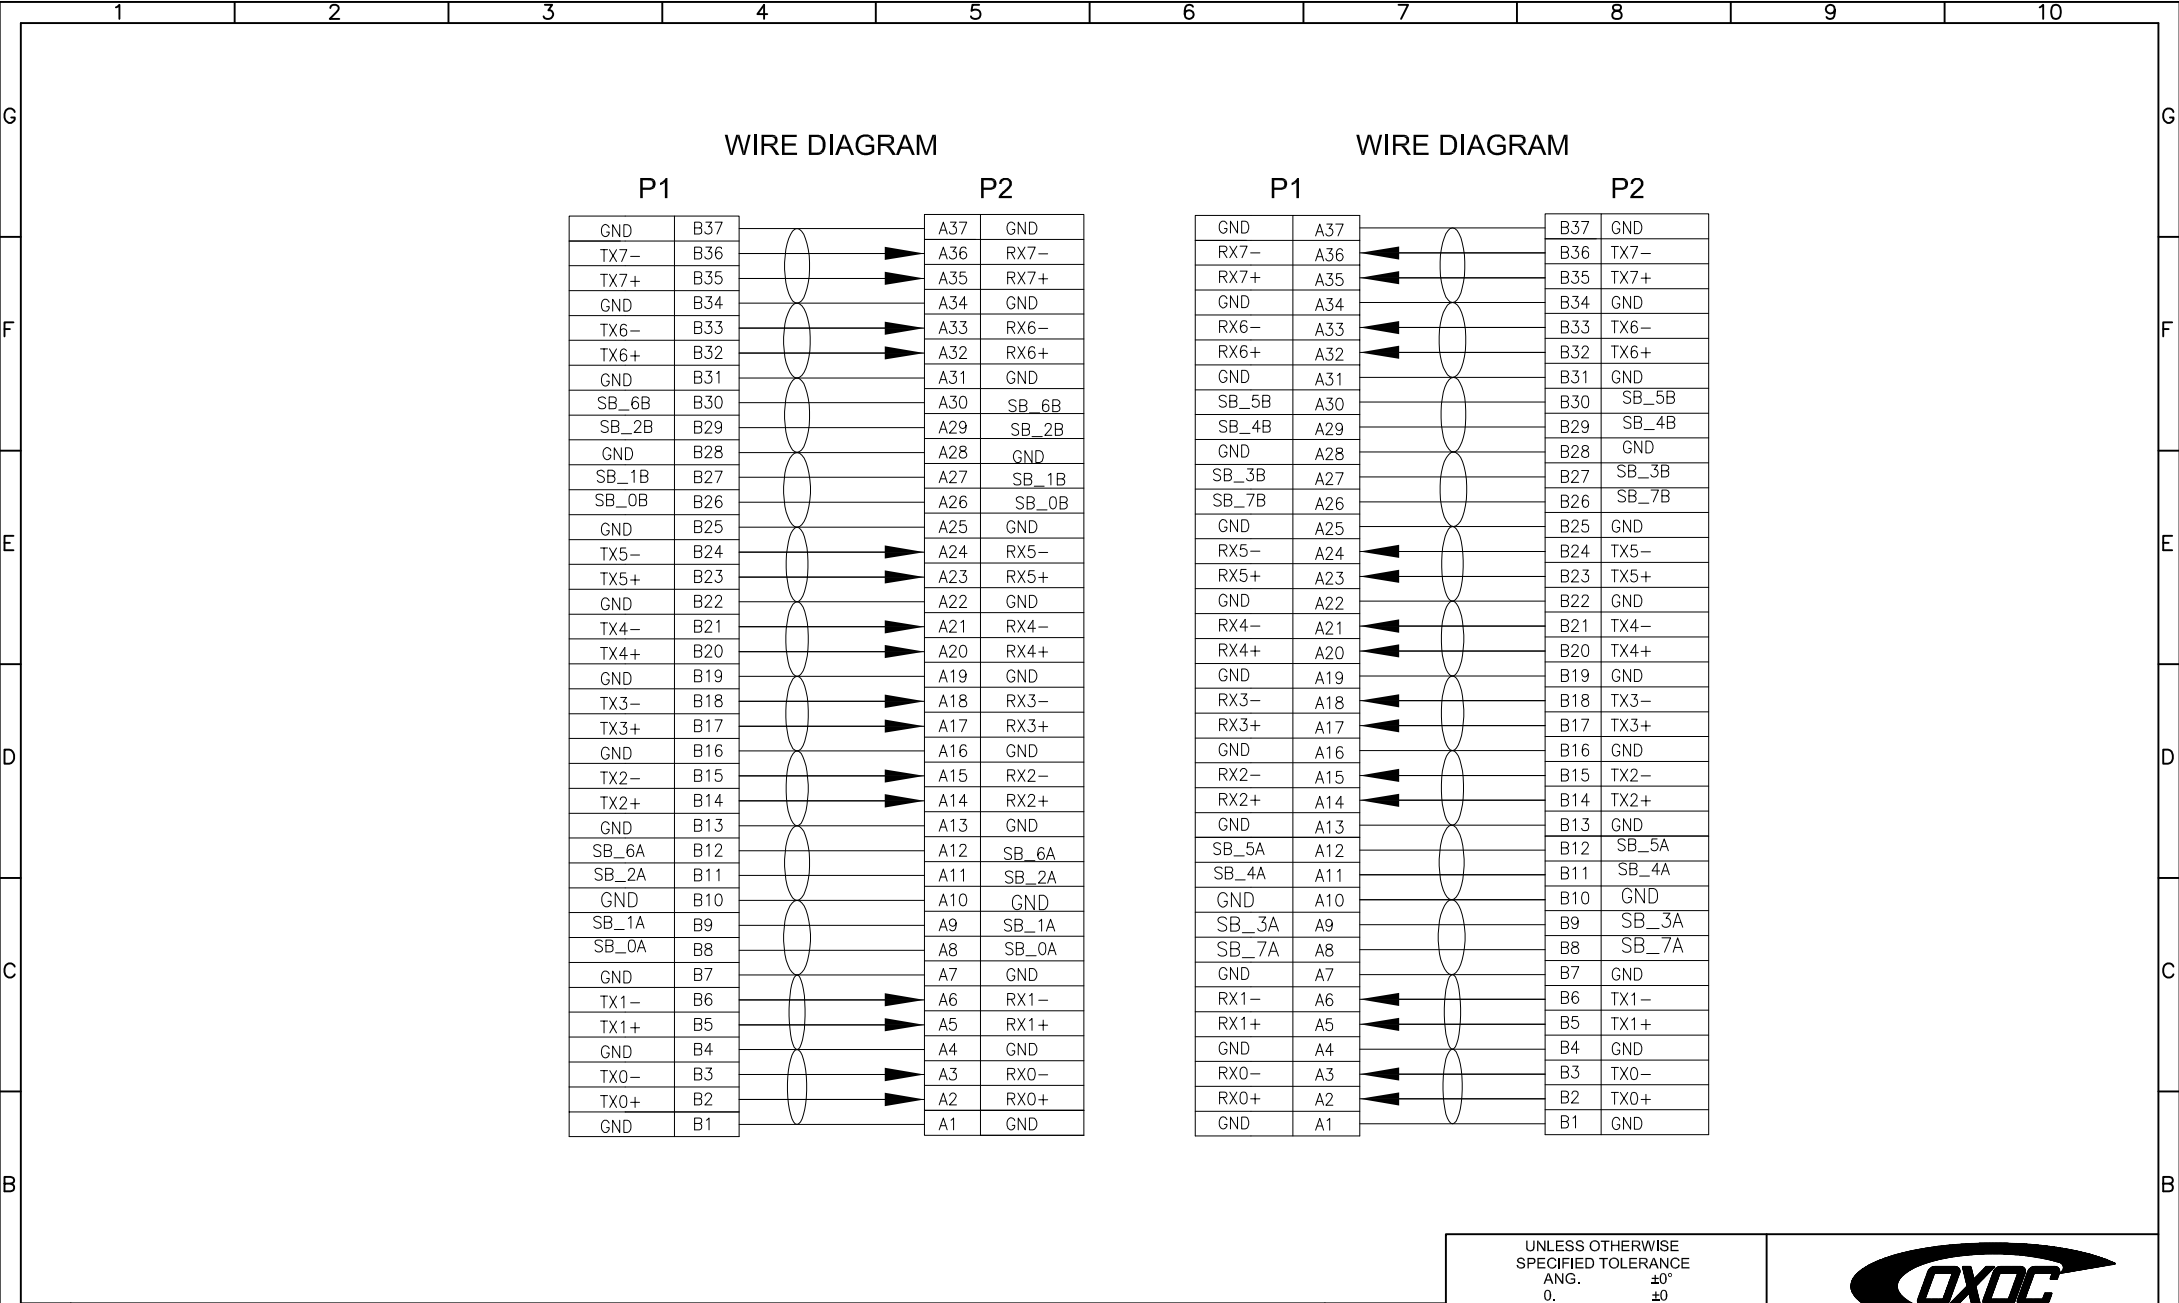 1 2 3 4 5 6 7 8 9 10
G G
WIRE DIAGRAM WIRE DIAGRAM
P1 P2 P1 P2
GND B37 A37 GND GND A37 B37 GND
TX7- B36 A36 RX7- RX7- A36 B36 TX7-
TX7+ B35 A35 RX7+ RX7+ A35 B35 TX7+
GND B34 A34 GND GND A34 B34 GND
F TX6- B33 A33 RX6- RX6- A33 B33 TX6- F
TX6+ B32 A32 RX6+ RX6+ A32 B32 TX6+
GND B31 A31 GND GND A31 B31 GND
SB_6B B30 A30 SB_6B SB_5B A30 B30 SB_5B
SB_2B B29 A29 SB_2B SB_4B A29 B29 SB_4B
GND B28 A28 GND GND A28 B28 GND
SB_1B B27 A27 SB_1B SB_3B A27 B27 SB_3B
SB_0B B26 A26 SB_0B SB_7B A26 B26 SB_7B
GND B25 A25 GND GND A25 B25 GND
E TX5- B24 A24 RX5- RX5- A24 B24 TX5- E
TX5+ B23 A23 RX5+ RX5+ A23 B23 TX5+
GND B22 A22 GND GND A22 B22 GND
TX4- B21 A21 RX4- RX4- A21 B21 TX4-
TX4+ B20 A20 RX4+ RX4+ A20 B20 TX4+
GND B19 A19 GND GND A19 B19 GND
TX3- B18 A18 RX3- RX3- A18 B18 TX3-
TX3+ B17 A17 RX3+ RX3+ A17 B17 TX3+
D GND B16 A16 GND GND A16 B16 GND D
TX2- B15 A15 RX2- RX2- A15 B15 TX2-
TX2+ B14 A14 RX2+ RX2+ A14 B14 TX2+
GND B13 A13 GND GND A13 B13 GND
SB_6A B12 A12 SB_6A SB_5A A12 B12 SB_5A
SB_2A B11 A11 SB_2A SB_4A A11 B11 SB_4A
GND B10 A10 GND GND A10 B10 GND
SB_1A B9 A9 SB_1A SB_3A A9 B9 SB_3A
SB_0A B8 A8 SB_0A SB_7A A8 B8 SB_7A
C GND B7 A7 GND GND A7 B7 GND C
TX1- B6 A6 RX1- RX1- A6 B6 TX1-
TX1+ B5 A5 RX1+ RX1+ A5 B5 TX1+
GND B4 A4 GND GND A4 B4 GND
TX0- B3 A3 RX0- RX0- A3 B3 TX0-
TX0+ B2 A2 RX0+ RX0+ A2 B2 TX0+
GND B1 A1 GND GND A1 B1 GND
B B
UNLESS OTHERWISE
SPECIFIED TOLERANCE
ANG. ±0°
0. ±0
OXOC